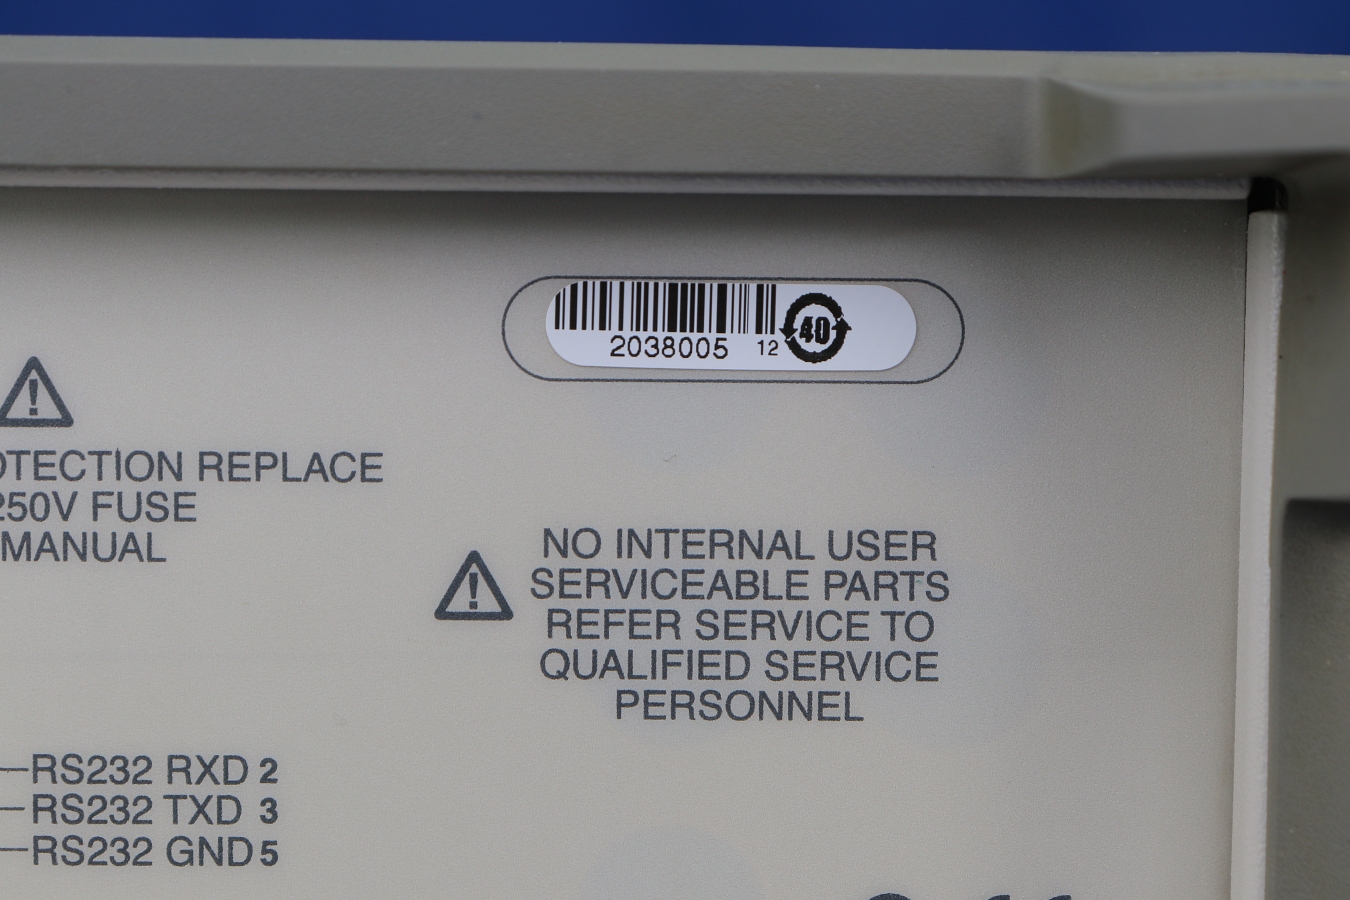 2038005 12 40
OTECTION REPLACE
250V FUSE
MANUAL
NO INTERNAL USER
SERVICEABLE PARTS
REFER SERVICE TO
QUALIFIED SERVICE
PERSONNEL
RS232 RXD 2
RS232 TXD 3
RS232 GND 5